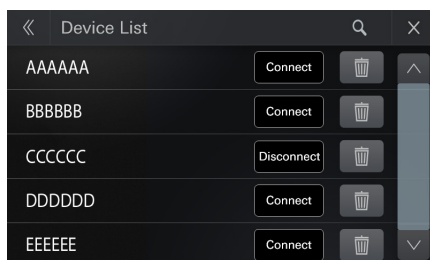 Device List
AAAAAA Connect
BBBBBB Connect
CCCCCC Disconnect
DDDDDD Connect
EEEEEE Connect